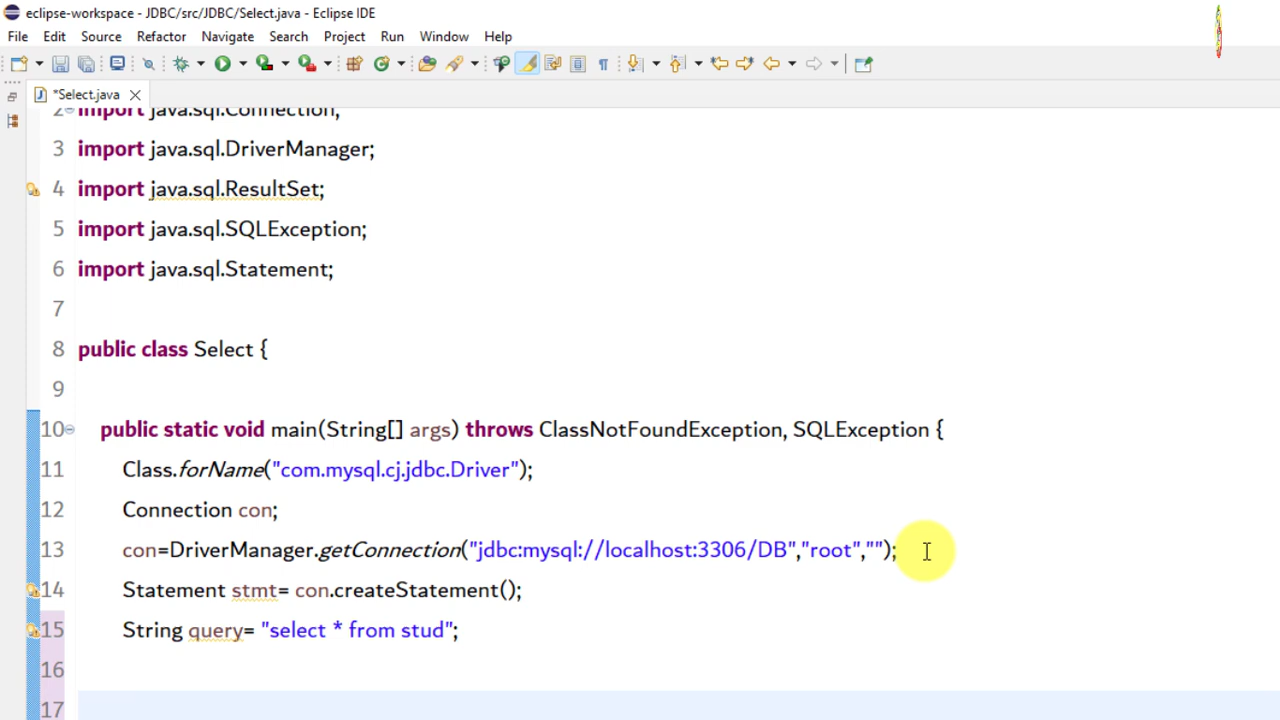 eclipse-workspace - JDBC/src/JDBC/Select.java - Eclipse IDE
File Edit Source Refactor Navigate Search Project Run Window Help
*Select.java
2 import java.sql.Connection;
3 import java.sql.DriverManager;
4 import java.sql.ResultSet;
5 import java.sql.SQLException;
6 import java.sql.Statement;
7
8 public class Select {
9
10 public static void main(String[] args) throws ClassNotFoundException, SQLException {
11 Class.forName("com.mysql.cj.jdbc.Driver");
12 Connection con;
13 con=DriverManager.getConnection("jdbc:mysql://localhost:3306/DB","root","");
14 Statement stmt= con.createStatement();
15 String query= "select * from stud";
16
17